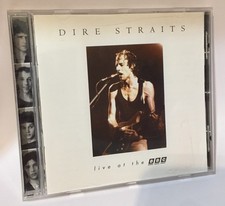 DIRE STRAITS
live at the BBC